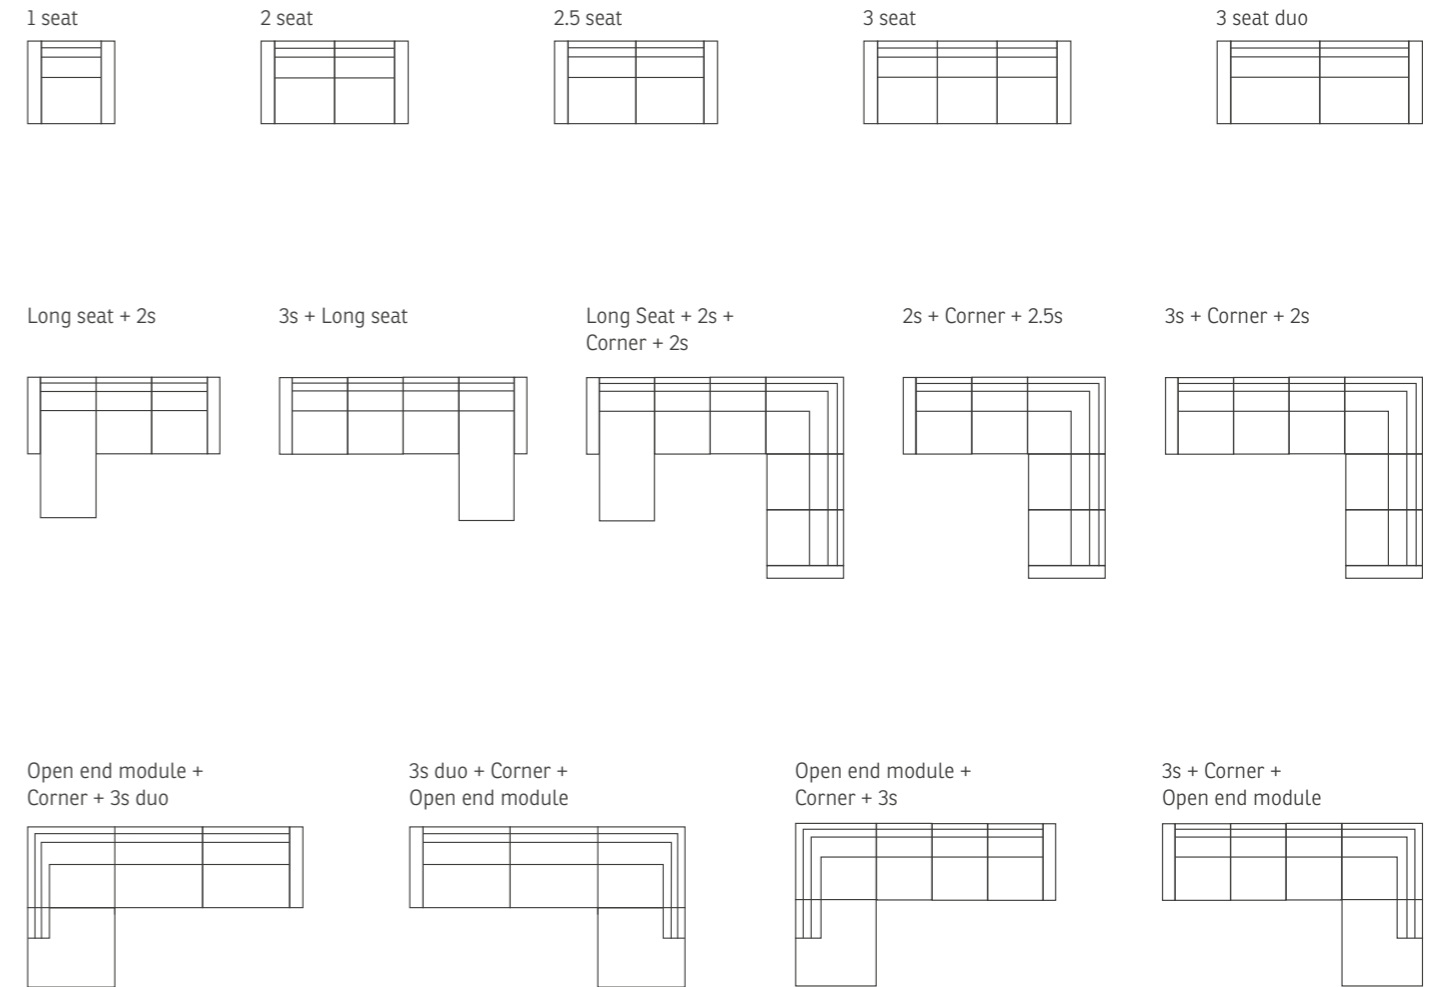 1 seat
2 seat
2.5 seat
3 seat
3 seat duo
Long seat + 2s
3s + Long seat
Long Seat + 2s +
Corner + 2s
2s + Corner + 2.5s
3s + Corner + 2s
Open end module +
Corner + 3s duo
3s duo + Corner +
Open end module
Open end module +
Corner + 3s
3s + Corner +
Open end module